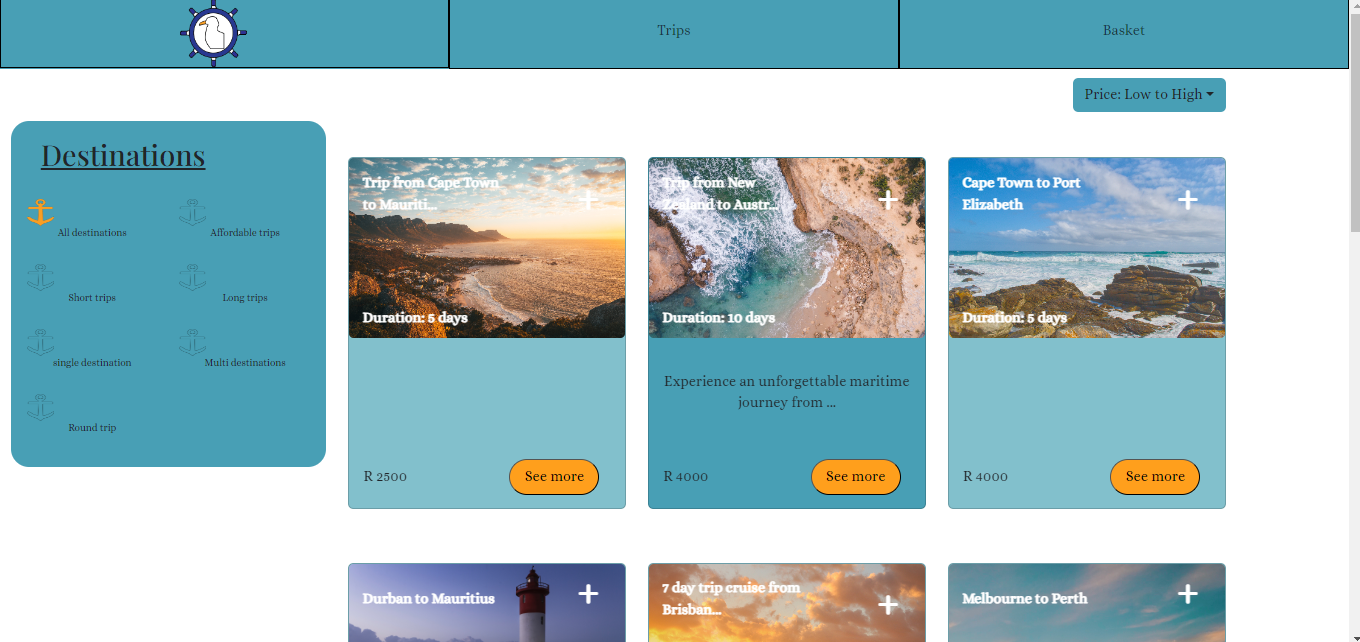 Trips
Basket
Price: Low to High
Destinations
All destinations
Affordable trips
Short trips
Long trips
single destination
Multi destinations
Round trip
Trip from Cape Town
to Mauriti...
Duration: 5 days
R 2500
See more
Trip from New
Zealand to Austr...
Duration: 10 days
Experience an unforgettable maritime
journey from ...
R 4000
See more
Cape Town to Port
Elizabeth
Duration: 5 days
R 4000
See more
Durban to Mauritius
7 day trip cruise from
Brisban...
Melbourne to Perth